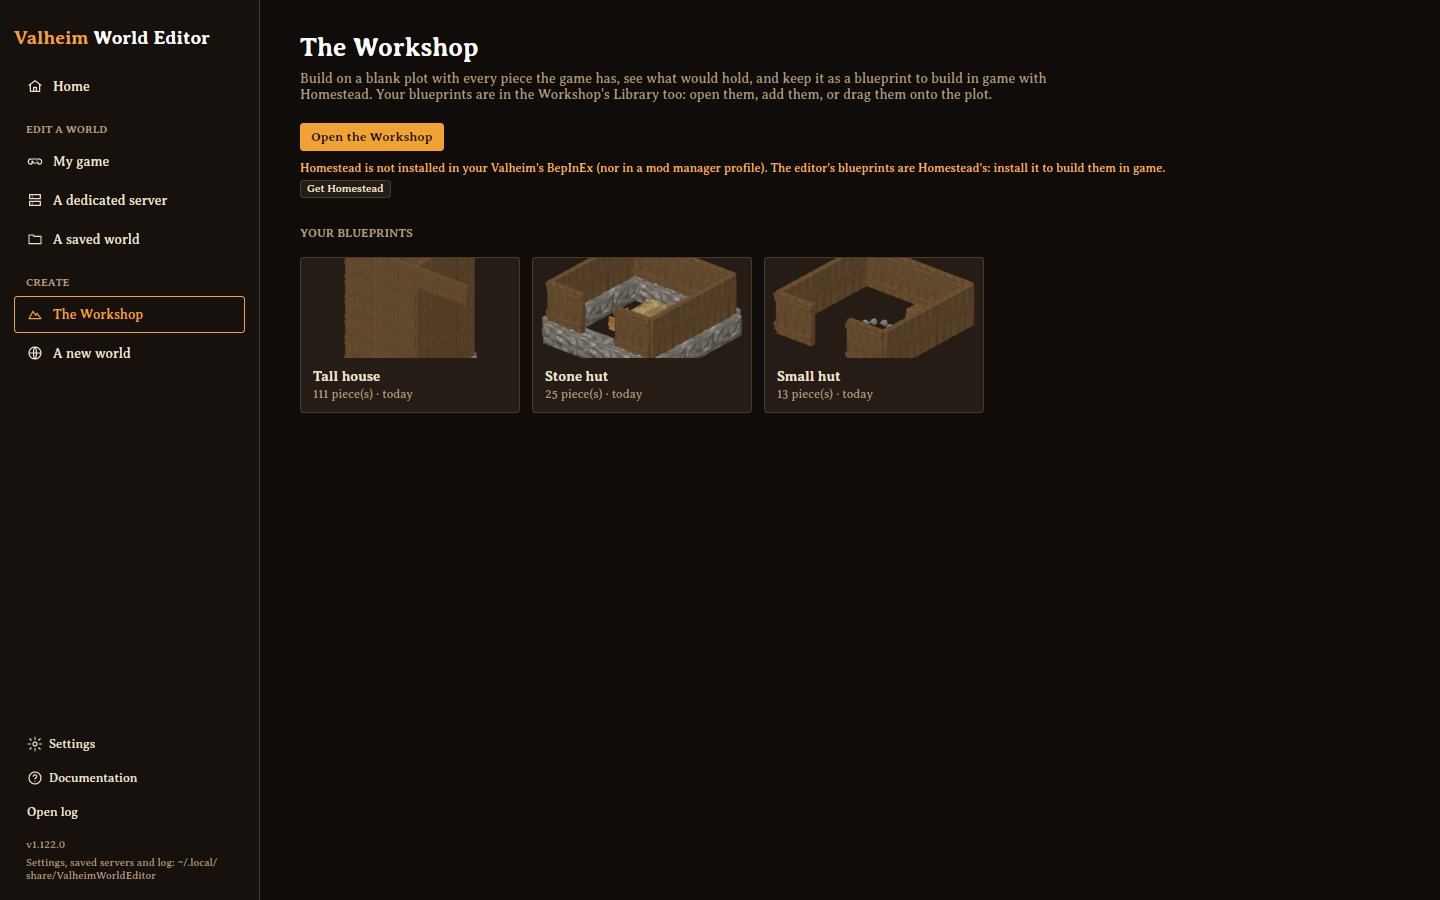 Valheim World Editor
Home
EDIT A WORLD
My game
A dedicated server
A saved world
CREATE
The Workshop
A new world
Settings
Documentation
Open log
v1.122.0
Settings, saved servers and log: ~/.local/
share/ValheimWorldEditor
The Workshop
Build on a blank plot with every piece the game has, see what would hold, and keep it as a blueprint to build in game with
Homestead. Your blueprints are in the Workshop's Library too: open them, add them, or drag them onto the plot.
Open the Workshop
Homestead is not installed in your Valheim's BepInEx (nor in a mod manager profile). The editor's blueprints are Homestead's: install it to build them in game.
Get Homestead
YOUR BLUEPRINTS
Tall house
111 piece(s) · today
Stone hut
25 piece(s) · today
Small hut
13 piece(s) · today